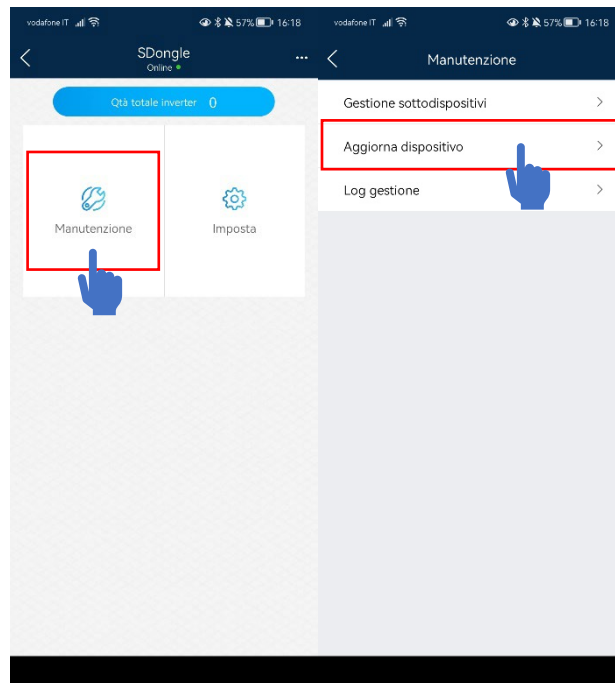 vodafone IT 57% 16:18
SDongle
Online
Qtà totale inverter 0
Manutenzione
Imposta
vodafone IT 57% 16:18
Manutenzione
Gestione sottodispositivi
Aggiorna dispositivo
Log gestione